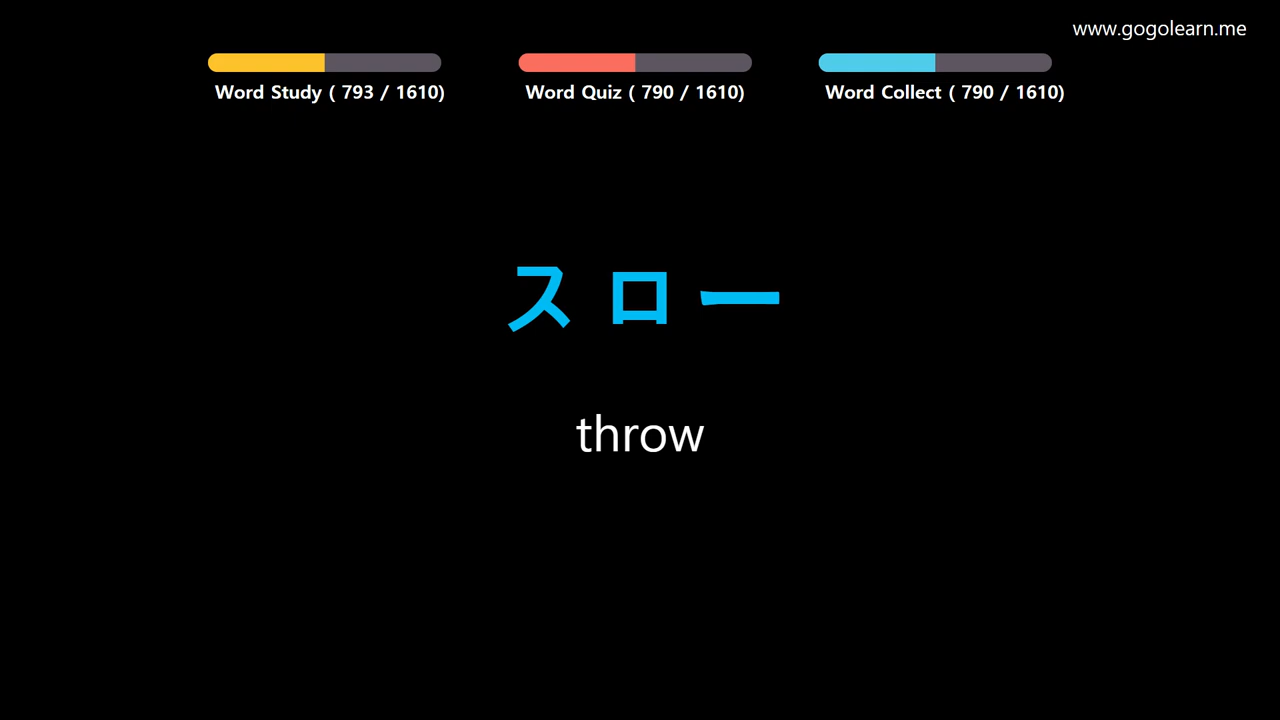 www.gogolearn.me
Word Study ( 793 / 1610)
Word Quiz ( 790 / 1610)
Word Collect ( 790 / 1610)
スロー
throw